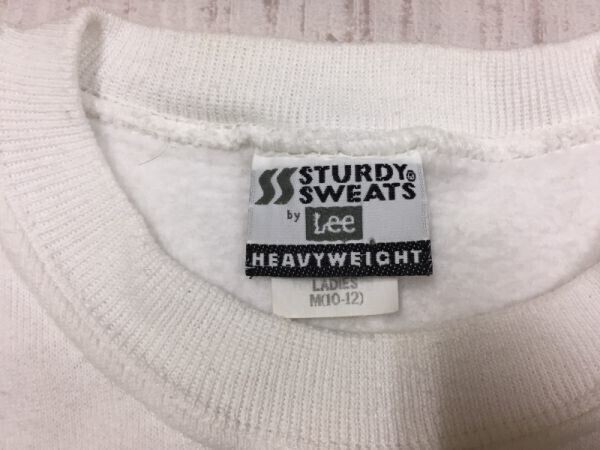 SS STURDY®
SWEATS
by Lee
HEAVYWEIGHT
LADIES
M(10-12)